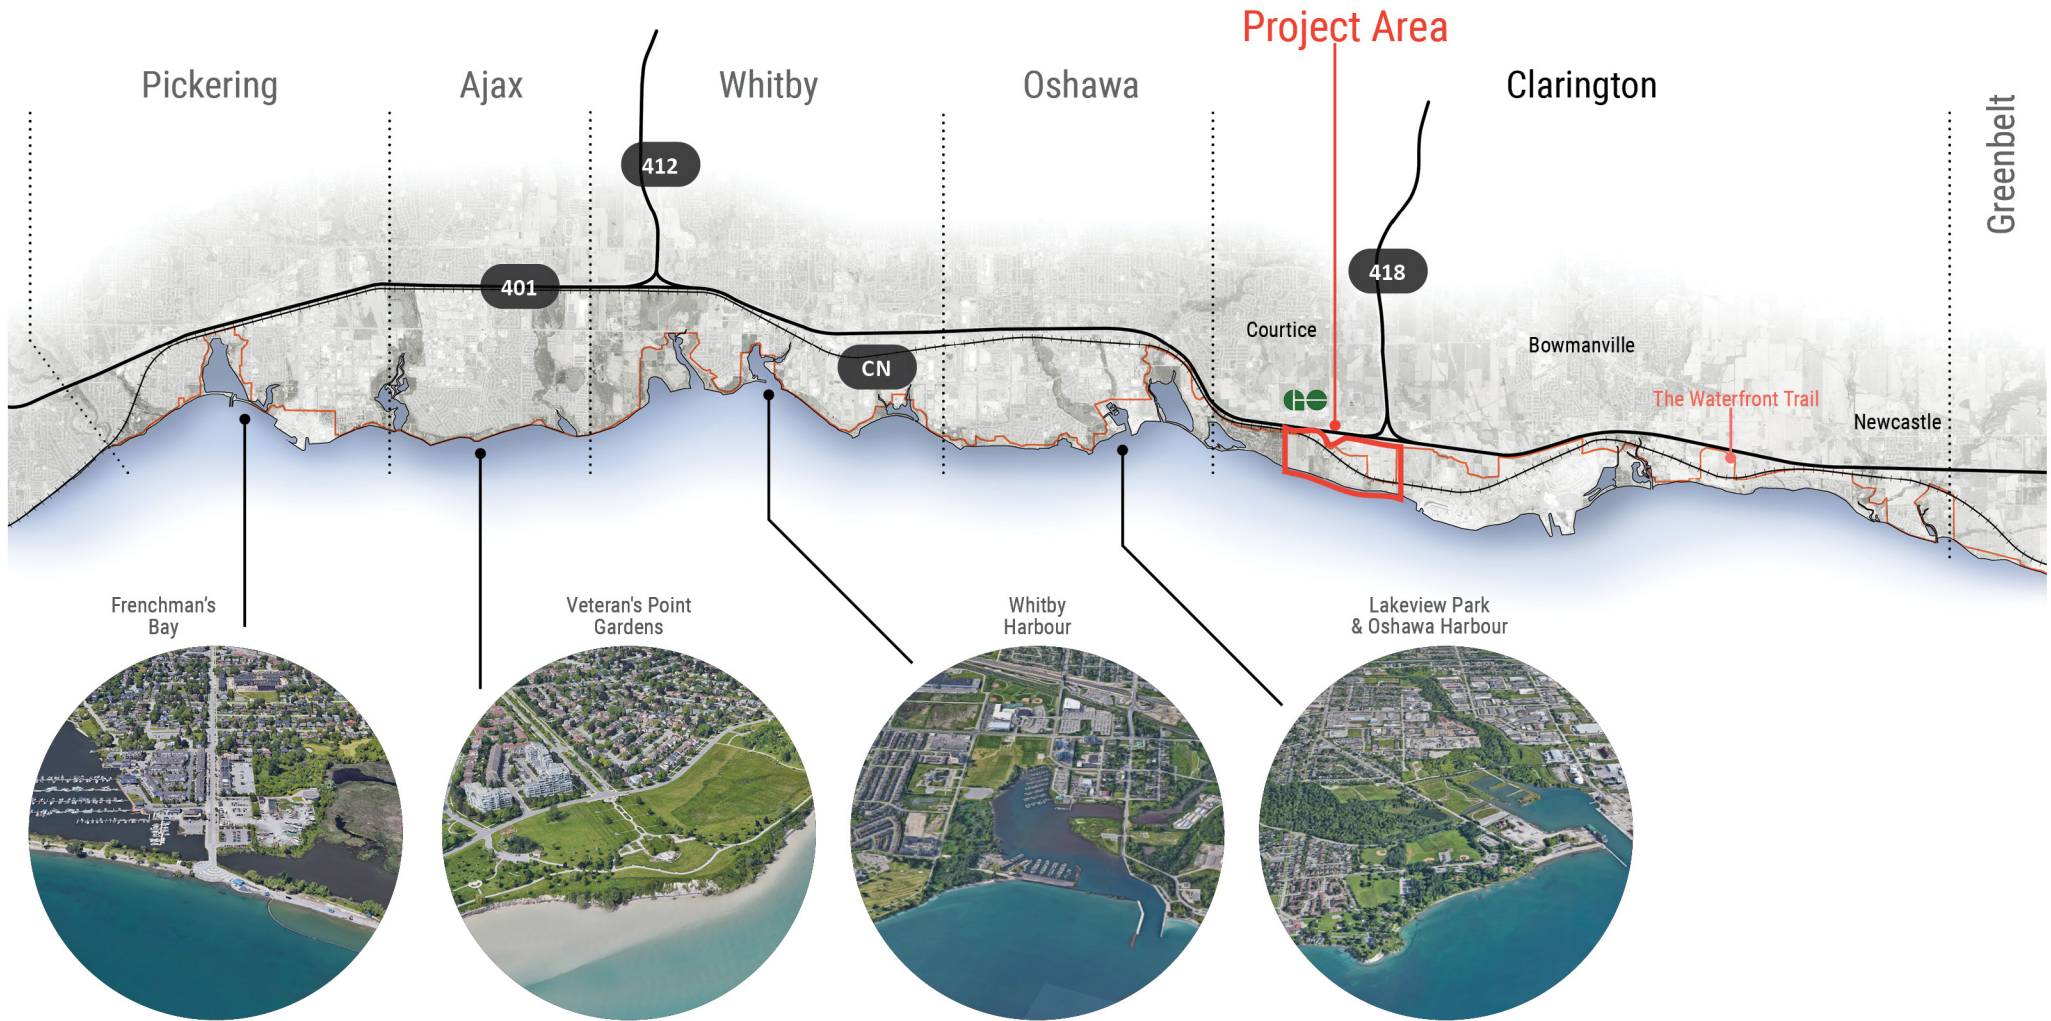 Project Area
Pickering
Ajax
Whitby
Oshawa
Clarington
Greenbelt
412
418
401
CN
Courtice
Bowmanville
GO
The Waterfront Trail
Newcastle
Frenchman's
Bay
Veteran's Point
Gardens
Whitby
Harbour
Lakeview Park
& Oshawa Harbour